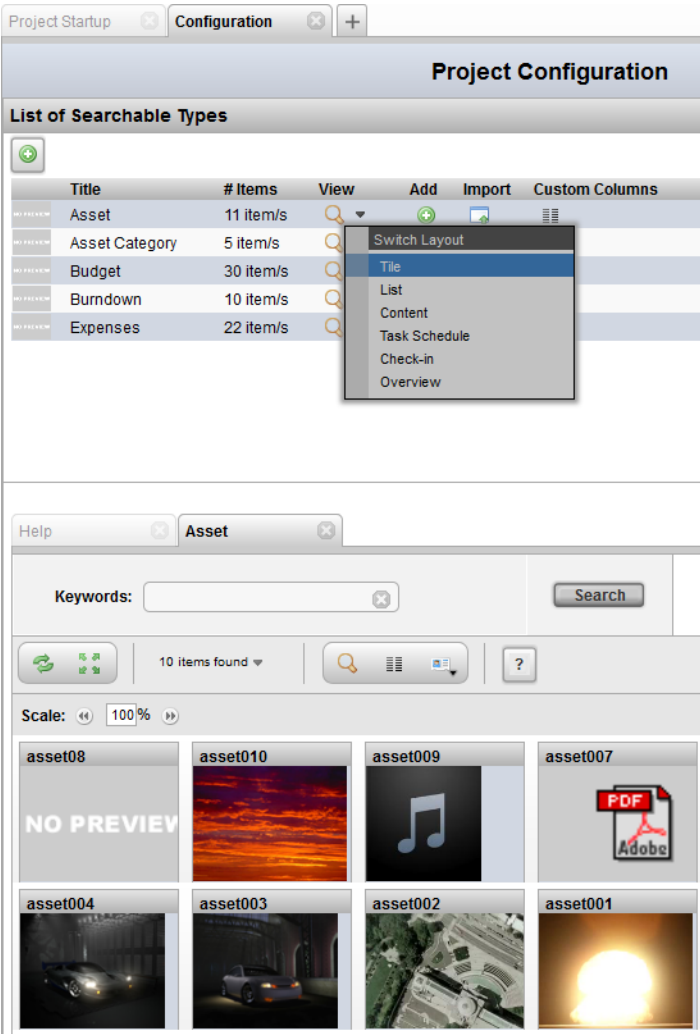 Project Startup Configuration
Project Configuration
List of Searchable Types
Title # Items View Add Import Custom Columns
Asset 11 item/s
Asset Category 5 item/s
Budget 30 item/s
Burndown 10 item/s
Expenses 22 item/s
Switch Layout
Tile
List
Content
Task Schedule
Check-in
Overview
Help Asset
Keywords: Search
10 items found ?
Scale: 100%
asset08 asset010 asset009 asset007
NO PREVIEW
PDF
Adobe
asset004 asset003 asset002 asset001